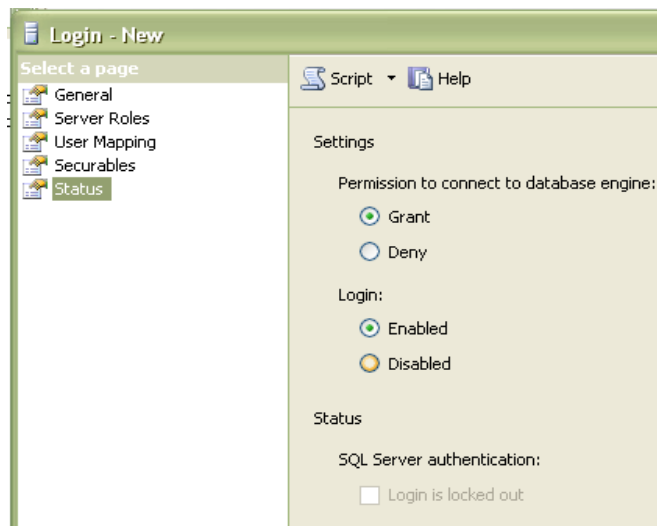 Login - New
Select a page
General
Server Roles
User Mapping
Securables
Status
Script Help
Settings
Permission to connect to database engine:
Grant
Deny
Login:
Enabled
Disabled
Status
SQL Server authentication:
Login is locked out